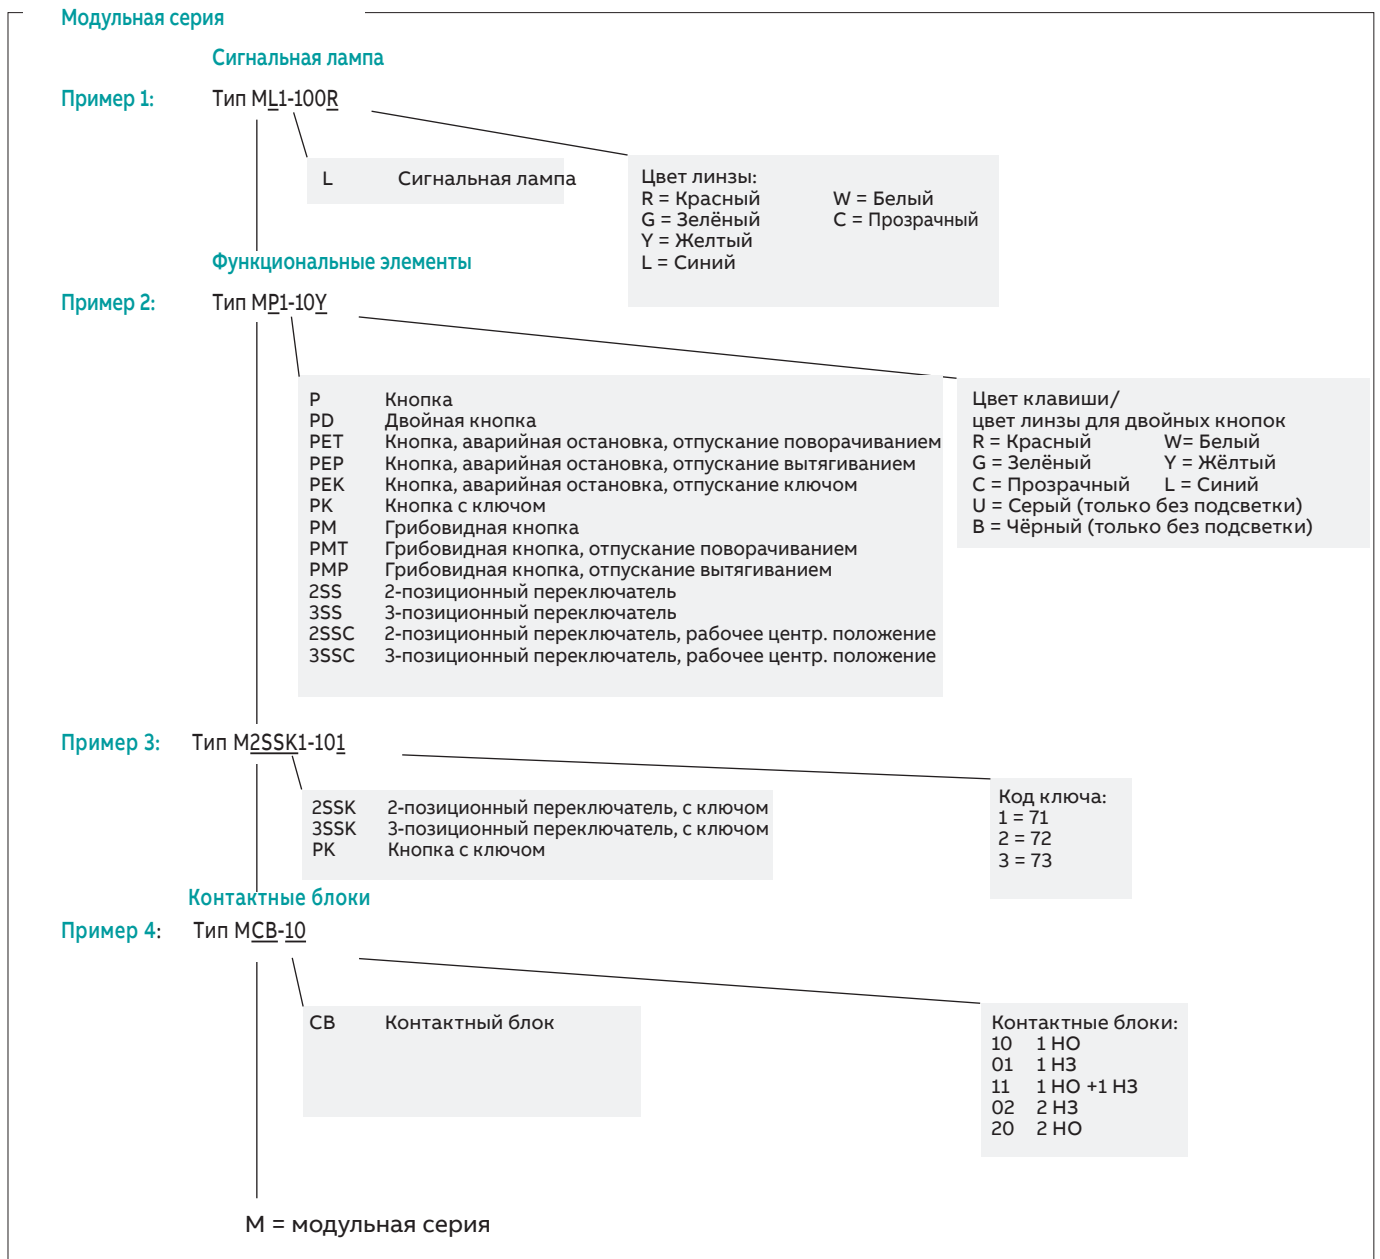 Модульная серия
Сигнальная лампа
Пример 1: Тип ML1-100R
L Сигнальная лампа
Цвет линзы:
R = Красный W = Белый
G = Зелёный C = Прозрачный
Y = Желтый
L = Синий
Функциональные элементы
Пример 2: Тип MP1-10Y
P Кнопка
PD Двойная кнопка
PET Кнопка, аварийная остановка, отпускание поворачиванием
PEP Кнопка, аварийная остановка, отпускание вытягиванием
PEK Кнопка, аварийная остановка, отпускание ключом
PK Кнопка с ключом
PM Грибовидная кнопка
PMT Грибовидная кнопка, отпускание поворачиванием
PMP Грибовидная кнопка, отпускание вытягиванием
2SS 2-позиционный переключатель
3SS 3-позиционный переключатель
2SSC 2-позиционный переключатель, рабочее центр. положение
3SSC 3-позиционный переключатель, рабочее центр. положение
Цвет клавиши/
цвет линзы для двойных кнопок
R = Красный W= Белый
G = Зелёный Y = Жёлтый
C = Прозрачный L = Синий
U = Серый (только без подсветки)
B = Чёрный (только без подсветки)
Пример 3: Тип M2SSK1-101
2SSK 2-позиционный переключатель, с ключом
3SSK 3-позиционный переключатель, с ключом
PK Кнопка с ключом
Код ключа:
1 = 71
2 = 72
3 = 73
Контактные блоки
Пример 4: Тип MCB-10
CB Контактный блок
Контактные блоки:
10 1 НО
01 1 НЗ
11 1 НО +1 НЗ
02 2 НЗ
20 2 НО
M = модульная серия